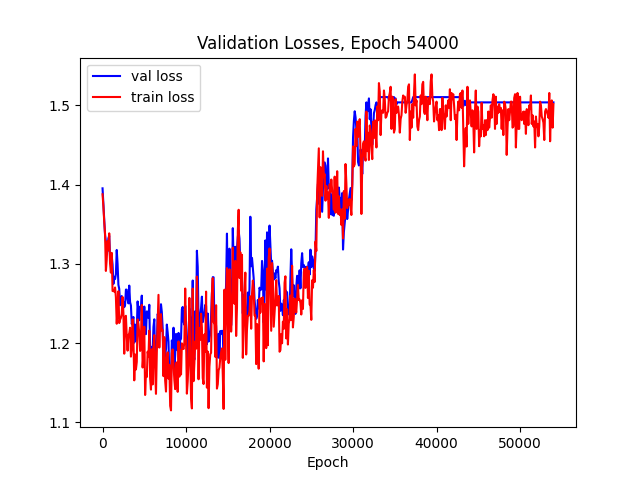 Validation Losses, Epoch 54000
val loss
train loss
1.5
1.4
1.3
1.2
1.1
0 10000 20000 30000 40000 50000
Epoch